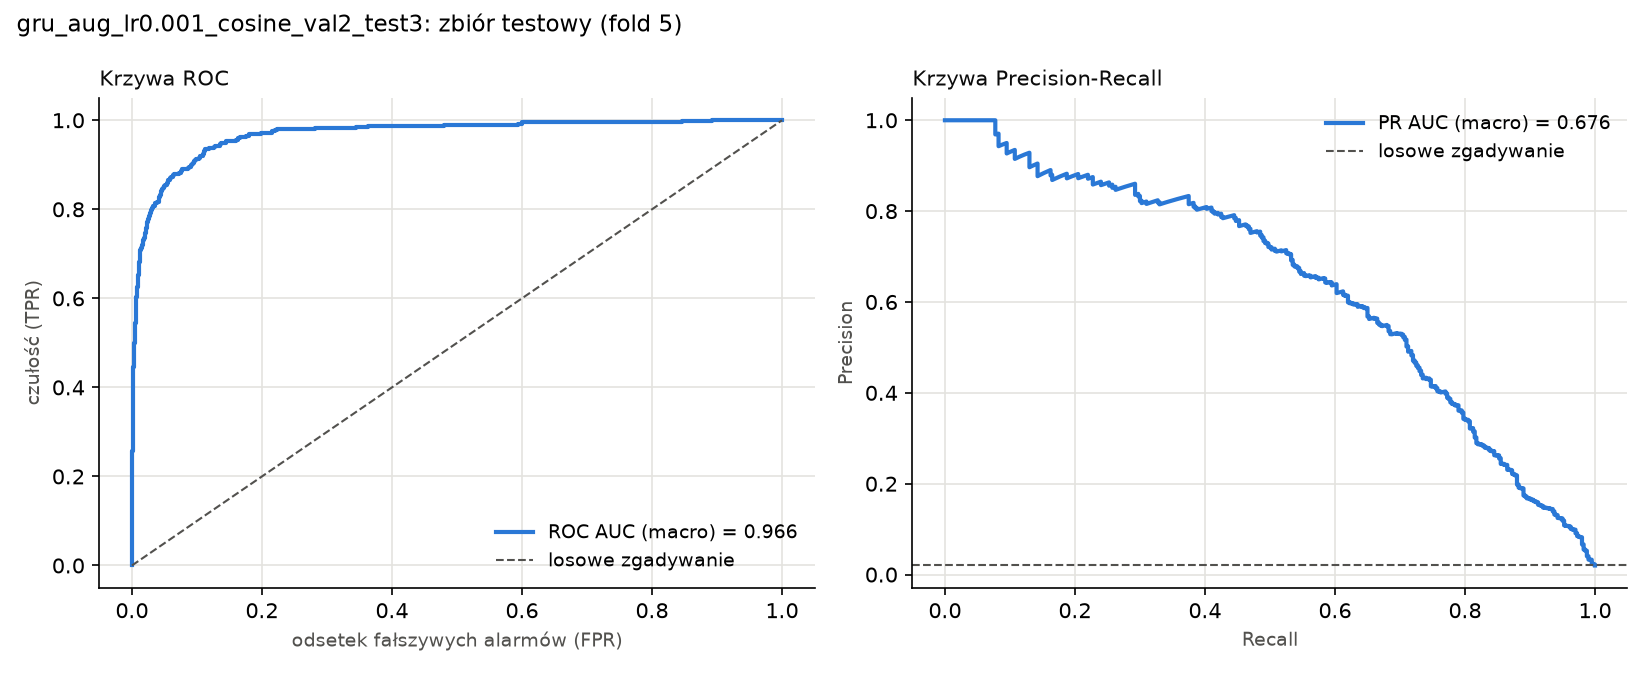 gru_aug_lr0.001_cosine_val2_test3: zbiór testowy (fold 5)
Krzywa ROC
1.0
0.8
0.6
0.4
0.2
0.0
czułość (TPR)
ROC AUC (macro) = 0.966
losowe zgadywanie
0.0 0.2 0.4 0.6 0.8 1.0
odsetek fałszywych alarmów (FPR)
Krzywa Precision-Recall
1.0
0.8
0.6
0.4
0.2
0.0
Precision
PR AUC (macro) = 0.676
losowe zgadywanie
0.0 0.2 0.4 0.6 0.8 1.0
Recall